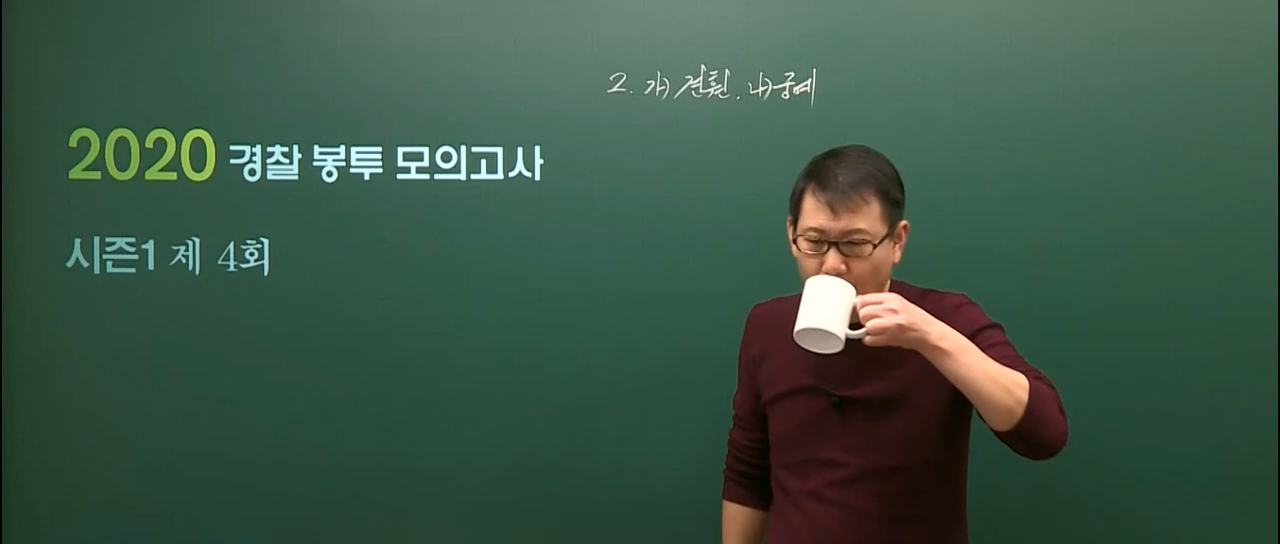 2. 가) 견훤, 나) 궁예
2020 경찰 봉투 모의고사
시즌1 제 4회